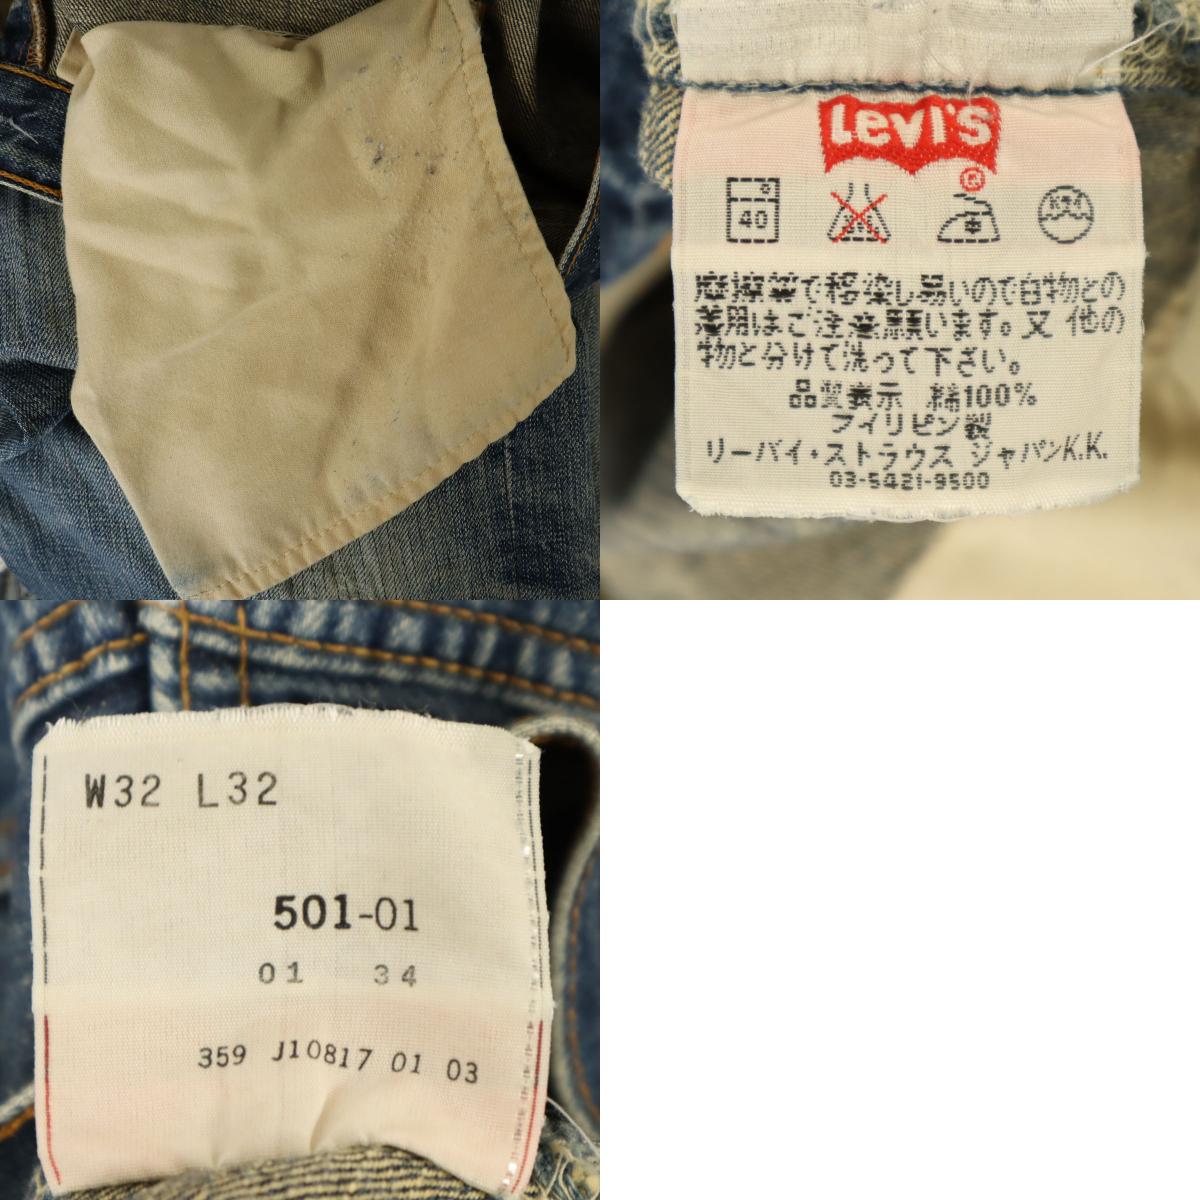 Levi's
®
40
摩擦等で移染し易いので白物との
着用はご注意願います。又 他の
物と分けて洗って下さい。
品質表示 綿100%
フィリピン製
リーバイ・ストラウス ジャパンK.K.
03-5421-9500
W32 L32
501-01
01 34
359 J10817 01 03